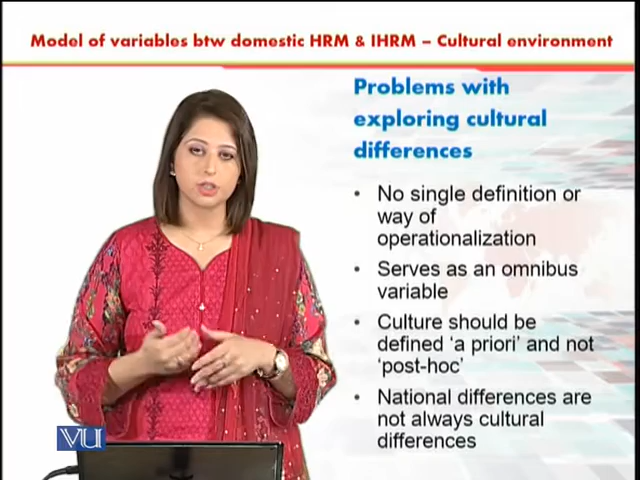 Model of variables btw domestic HRM & IHRM – Cultural environment
Problems with
exploring cultural
differences
• No single definition or
way of
operationalization
• Serves as an omnibus
variable
• Culture should be
defined ‘a priori’ and not
‘post-hoc’
• National differences are
not always cultural
differences
VU